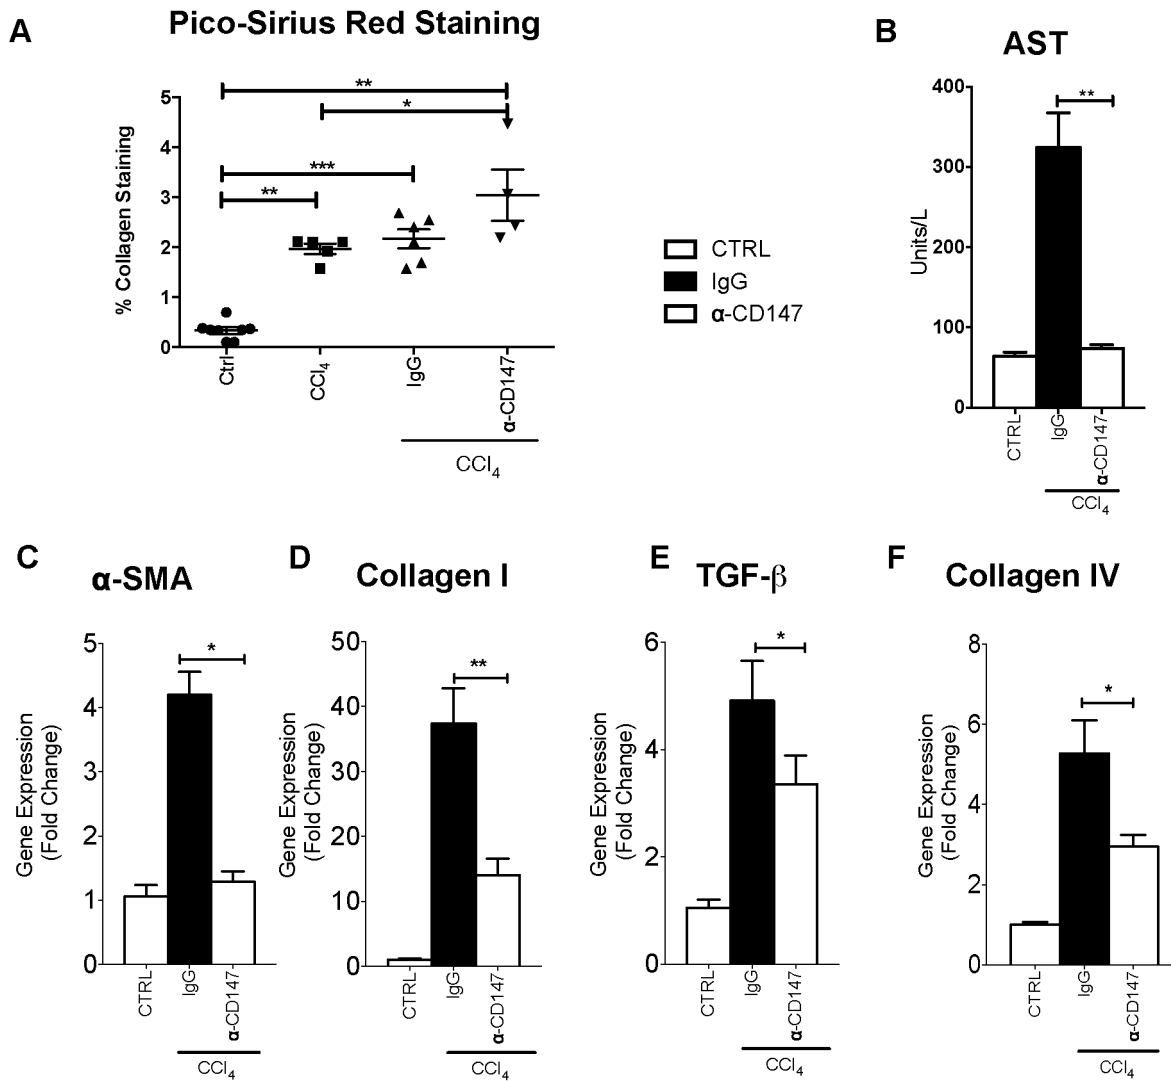 A
Pico-Sirius Red Staining
% Collagen Staining
5
4
3
2
1
0
**
*
***
**
Ctrl
CCl4
IgG
α-CD147
CCl4
CTRL
IgG
α-CD147
B
AST
Units/L
400
300
200
100
0
**
CTRL
IgG
α-CD147
CCl4
C
α-SMA
Gene Expression
(Fold Change)
5
4
3
2
1
0
*
CTRL
IgG
α-CD147
CCl4
D
Collagen I
Gene Expression
(Fold Change)
50
40
30
20
10
0
**
CTRL
IgG
α-CD147
CCl4
E
TGF-β
Gene Expression
(Fold Change)
6
4
2
0
*
CTRL
IgG
α-CD147
CCl4
F
Collagen IV
Gene Expression
(Fold Change)
8
6
4
2
0
*
CTRL
IgG
α-CD147
CCl4